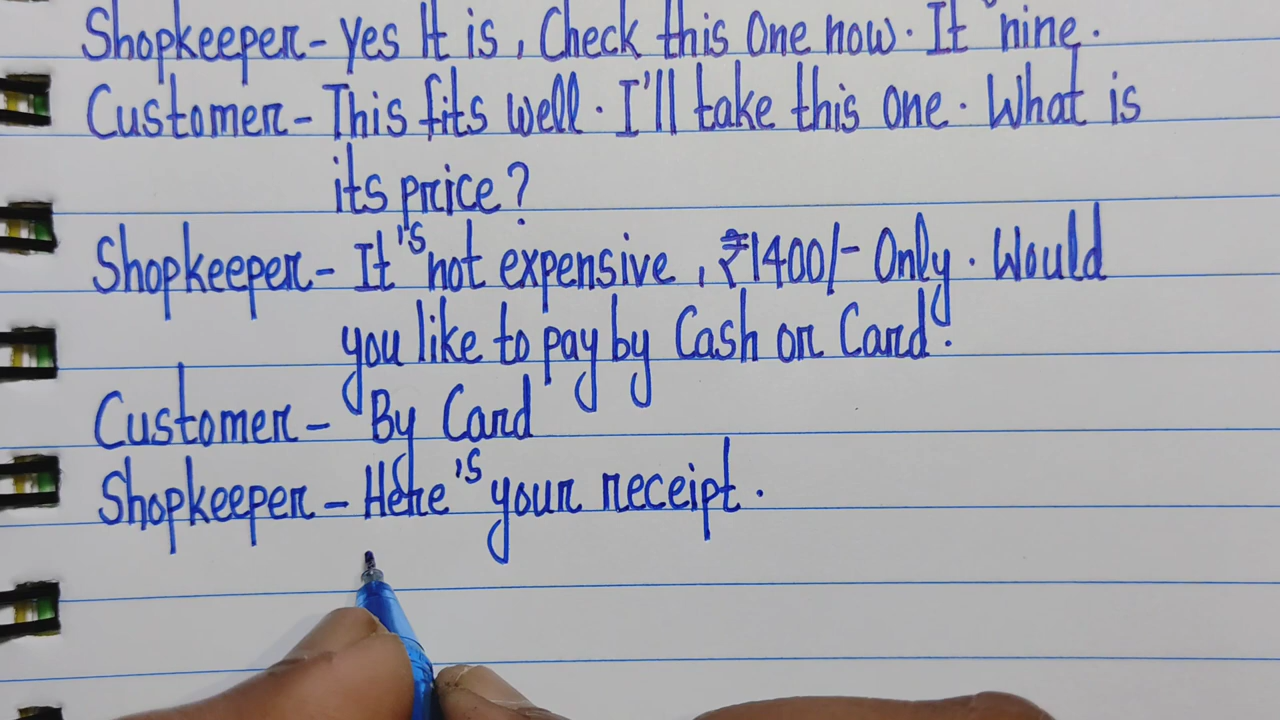 Shopkeeper - Yes It is, Check this One now. It nine.
Customer - This fits well. I'll take this one. What is
its price?
Shopkeeper - It's not expensive, ₹1400/- Only. Would
you like to pay by Cash or Card?
Customer - By Card
Shopkeeper - Here's your receipt.